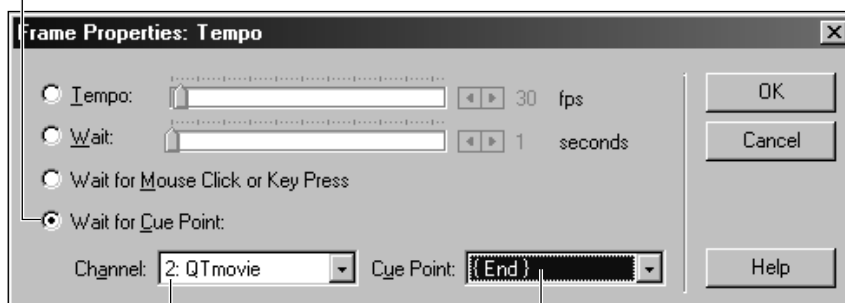 Frame Properties: Tempo
Tempo: 30 fps
Wait: 1 seconds
Wait for Mouse Click or Key Press
Wait for Cue Point:
Channel: 2: QTmovie Cue Point: {End}
OK
Cancel
Help